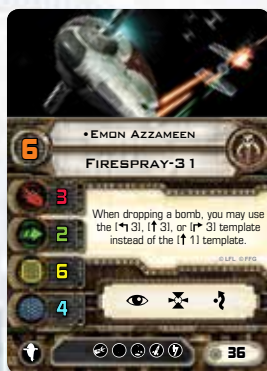 •EMON AZZAMEEN
6
FIRESPRAY-31
3
2
6
4
When dropping a bomb, you may use
the [↰ 3], [↑ 3], or [↱ 3] template
instead of the [↑ 1] template.
©LFL ©FFG
36